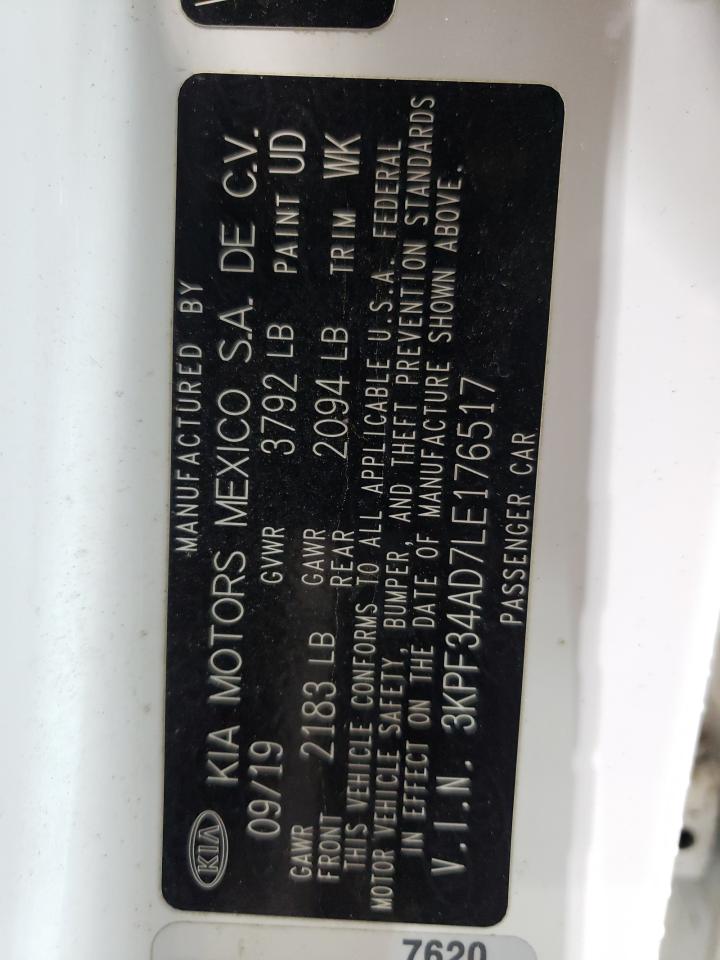 MANUFACTURED BY
KIA KIA MOTORS MEXICO S.A. DE C.V.
09/19 GVWR 3792 LB PAINT UD
GAWR FRONT 2183 LB GAWR REAR 2094 LB TRIM WK
THIS VEHICLE CONFORMS TO ALL APPLICABLE U.S.A. FEDERAL
MOTOR VEHICLE SAFETY, BUMPER, AND THEFT PREVENTION STANDARDS
IN EFFECT ON THE DATE OF MANUFACTURE SHOWN ABOVE.
V.I.N. 3KPF34AD7LE176517
PASSENGER CAR
7620